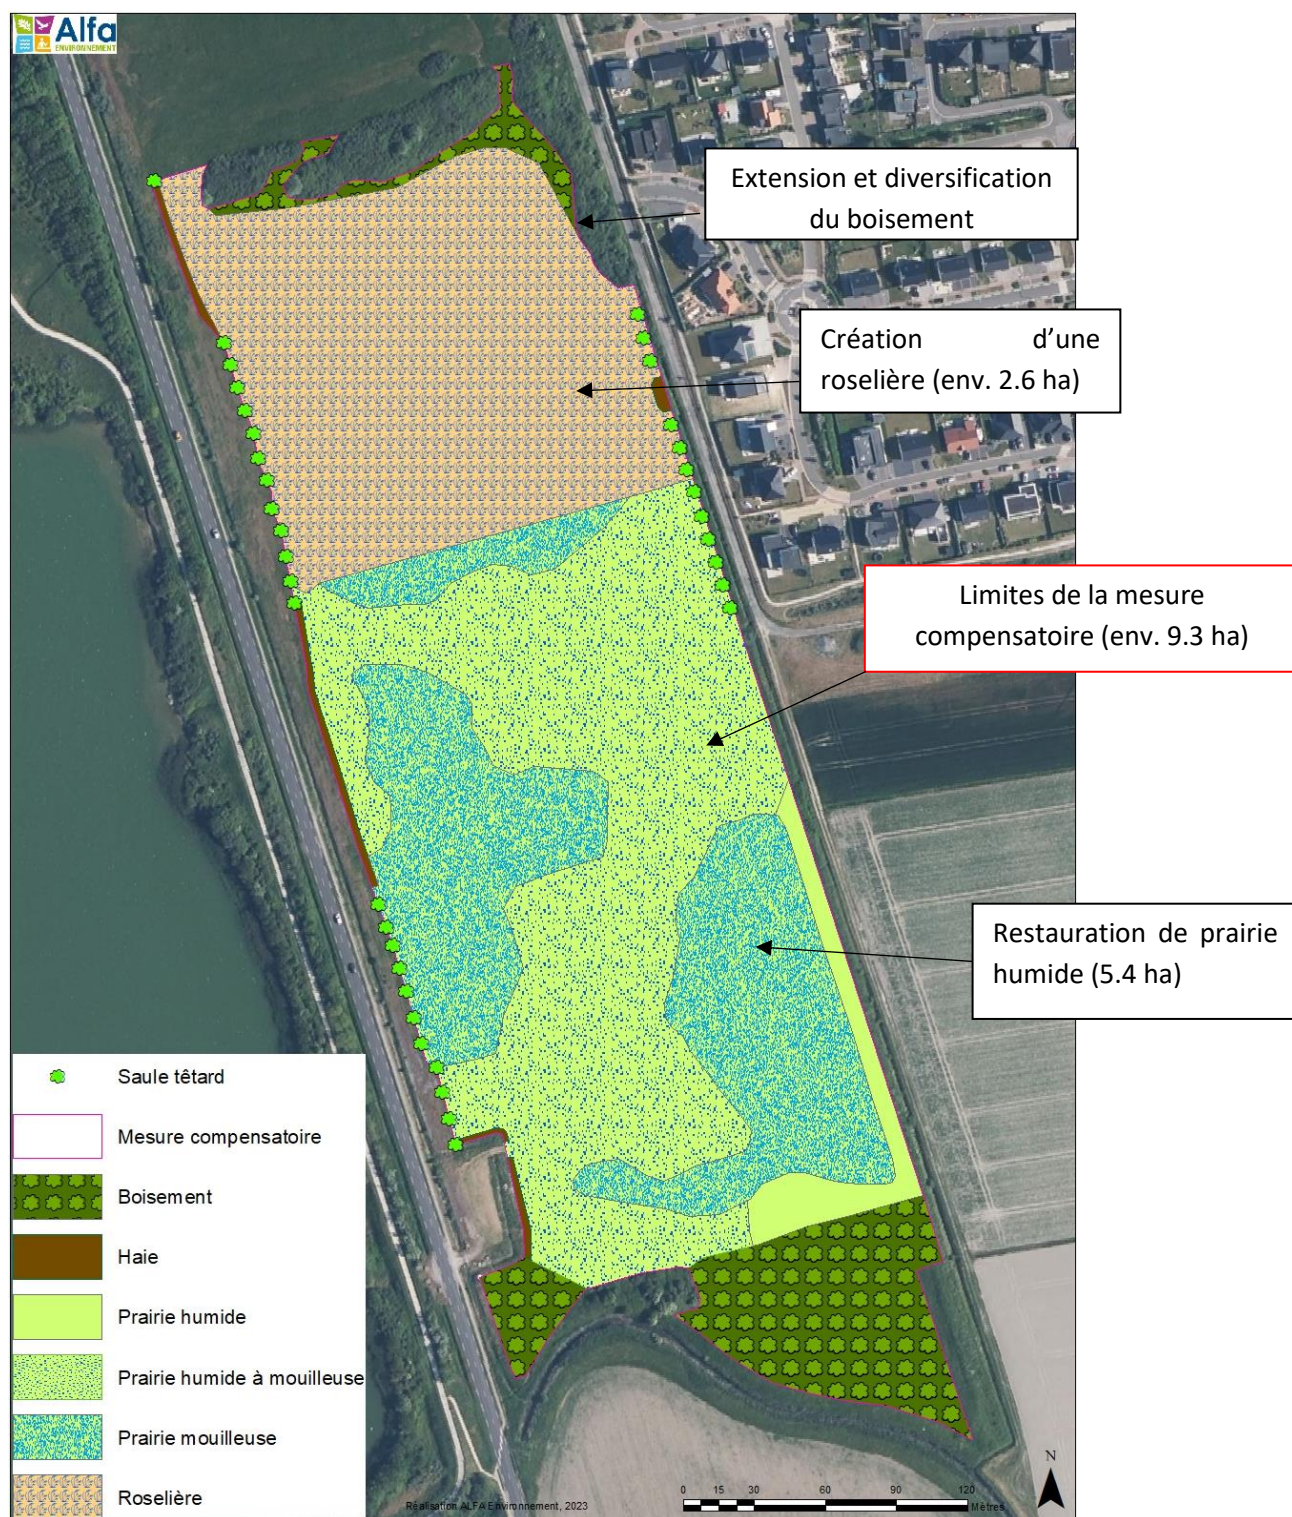 Alfa
ENVIRONNEMENT
Extension et diversification
du boisement
Création d’une
roselière (env. 2.6 ha)
Limites de la mesure
compensatoire (env. 9.3 ha)
Restauration de prairie
humide (5.4 ha)
Saule têtard
Mesure compensatoire
Boisement
Haie
Prairie humide
Prairie humide à mouilleuse
Prairie mouilleuse
Roselière
Réalisation ALFA Environnement, 2023
0 15 30 60 90 120
Mètres
N